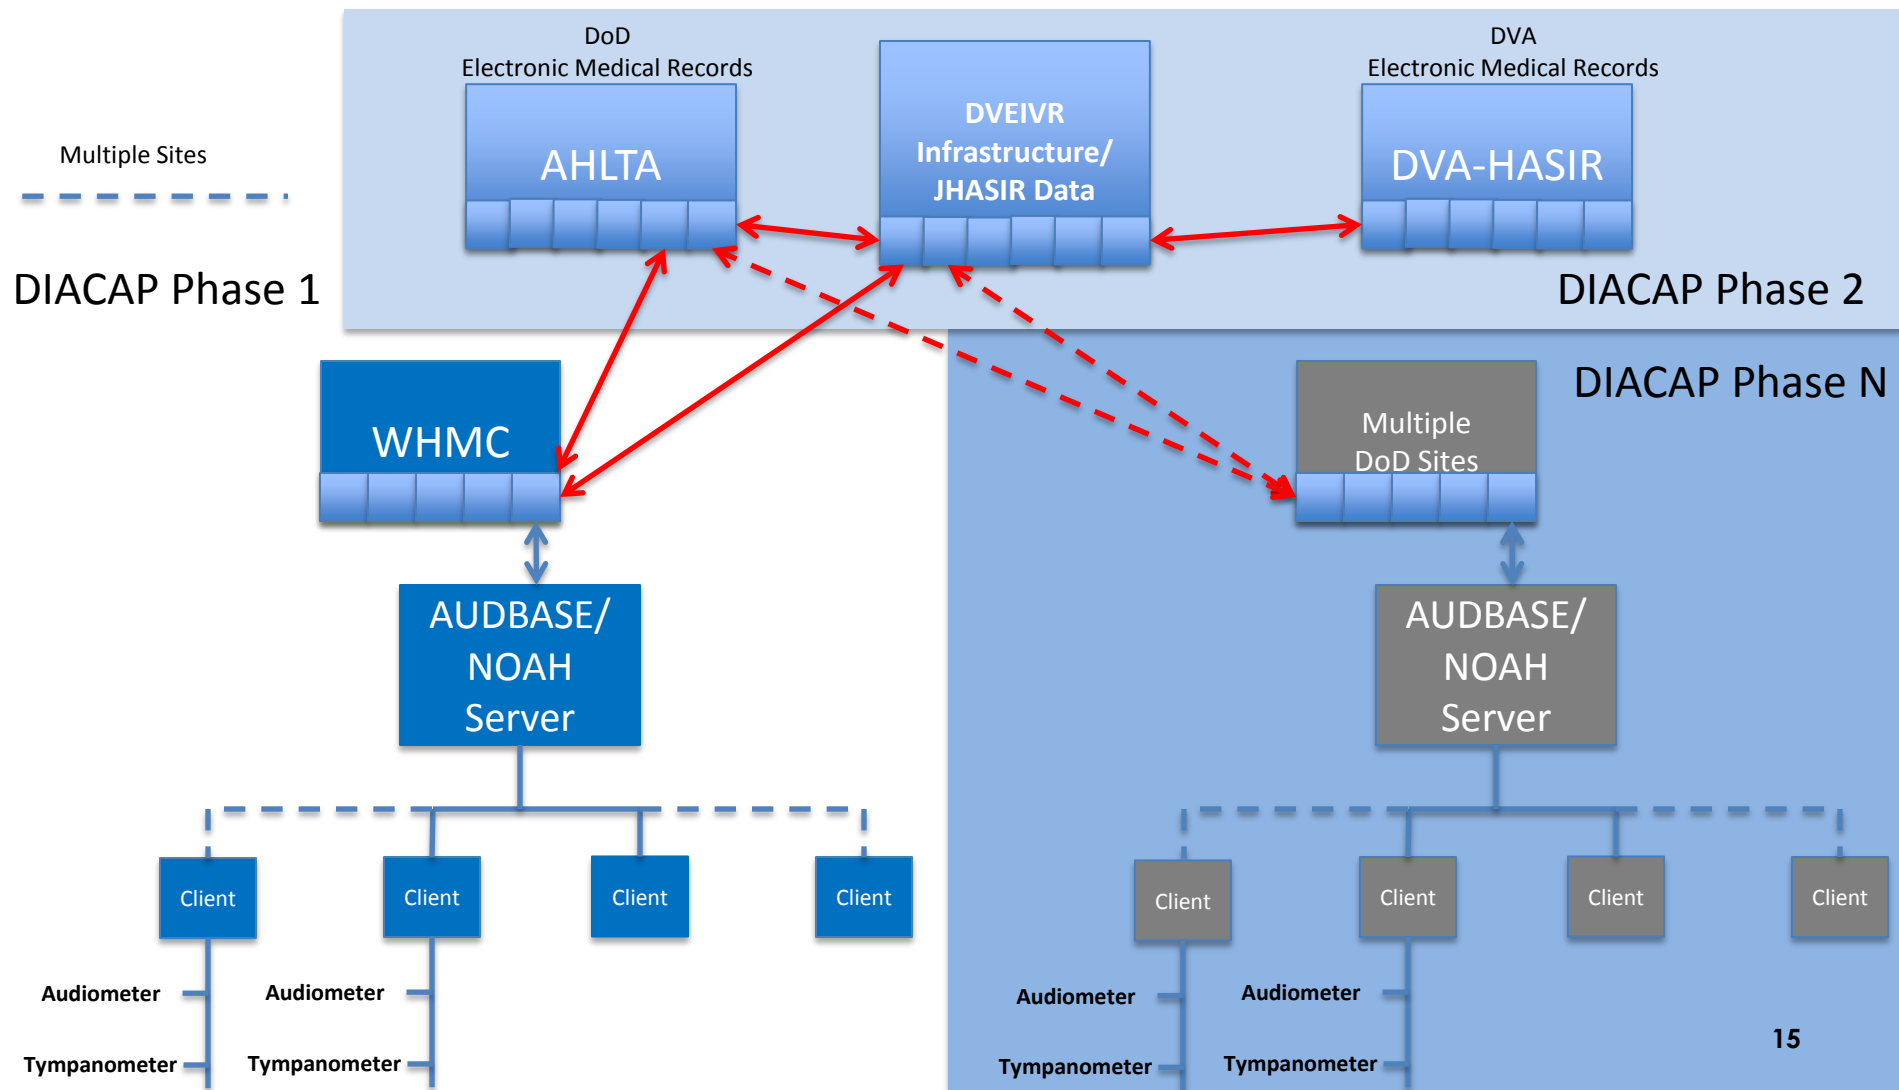 DoD
Electronic Medical Records
AHLTA
DVEIVR
Infrastructure/
JHASIR Data
DVA
Electronic Medical Records
DVA-HASIR
Multiple Sites
DIACAP Phase 1
DIACAP Phase 2
DIACAP Phase N
WHMC
Multiple
DoD Sites
AUDBASE/
NOAH
Server
AUDBASE/
NOAH
Server
Client
Client
Client
Client
Client
Client
Client
Client
Audiometer
Audiometer
Audiometer
Audiometer
Tympanometer
Tympanometer
Tympanometer
Tympanometer
15